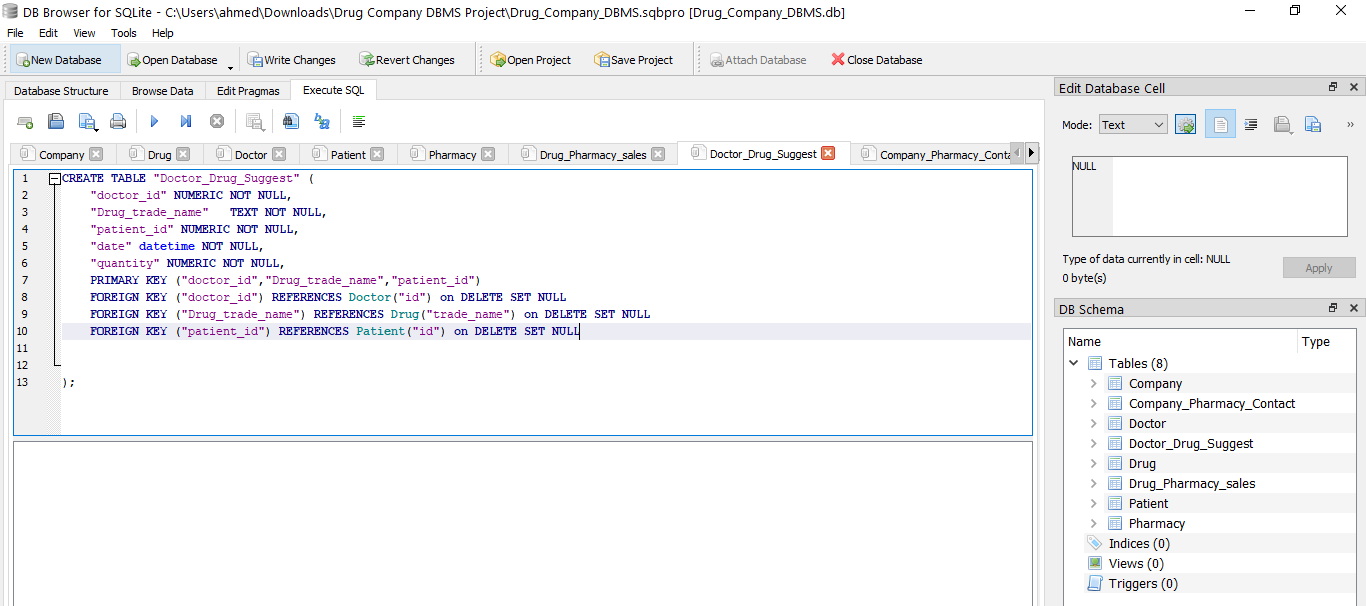 DB Browser for SQLite - C:\Users\ahmed\Downloads\Drug Company DBMS Project\Drug_Company_DBMS.sqbpro [Drug_Company_DBMS.db]
File Edit View Tools Help
New Database Open Database Write Changes Revert Changes Open Project Save Project Attach Database Close Database
Database Structure Browse Data Edit Pragmas Execute SQL
Company Drug Doctor Patient Pharmacy Drug_Pharmacy_sales Doctor_Drug_Suggest Company_Pharmacy_Conta
1 CREATE TABLE "Doctor_Drug_Suggest" (
2 "doctor_id" NUMERIC NOT NULL,
3 "Drug_trade_name" TEXT NOT NULL,
4 "patient_id" NUMERIC NOT NULL,
5 "date" datetime NOT NULL,
6 "quantity" NUMERIC NOT NULL,
7 PRIMARY KEY ("doctor_id","Drug_trade_name","patient_id")
8 FOREIGN KEY ("doctor_id") REFERENCES Doctor("id") on DELETE SET NULL
9 FOREIGN KEY ("Drug_trade_name") REFERENCES Drug("trade_name") on DELETE SET NULL
10 FOREIGN KEY ("patient_id") REFERENCES Patient("id") on DELETE SET NULL
11
12
13 );
Edit Database Cell
Mode: Text
NULL
Type of data currently in cell: NULL
0 byte(s)
Apply
DB Schema
Name Type
Tables (8)
Company
Company_Pharmacy_Contact
Doctor
Doctor_Drug_Suggest
Drug
Drug_Pharmacy_sales
Patient
Pharmacy
Indices (0)
Views (0)
Triggers (0)